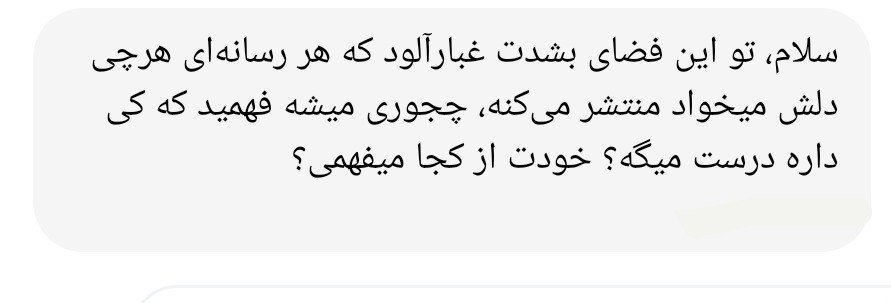 سلام، تو این فضای بشدت غبارآلود که هر رسانه‌ای هرچی
دلش میخواد منتشر می‌کنه، چجوری میشه فهمید که کی
داره درست میگه؟ خودت از کجا میفهمی؟